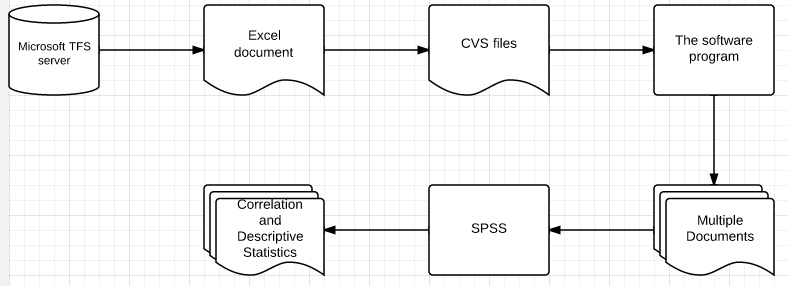 Microsoft TFS
server
Excel
document
CVS files
The software
program
Correlation
and
Descriptive
Statistics
SPSS
Multiple
Documents